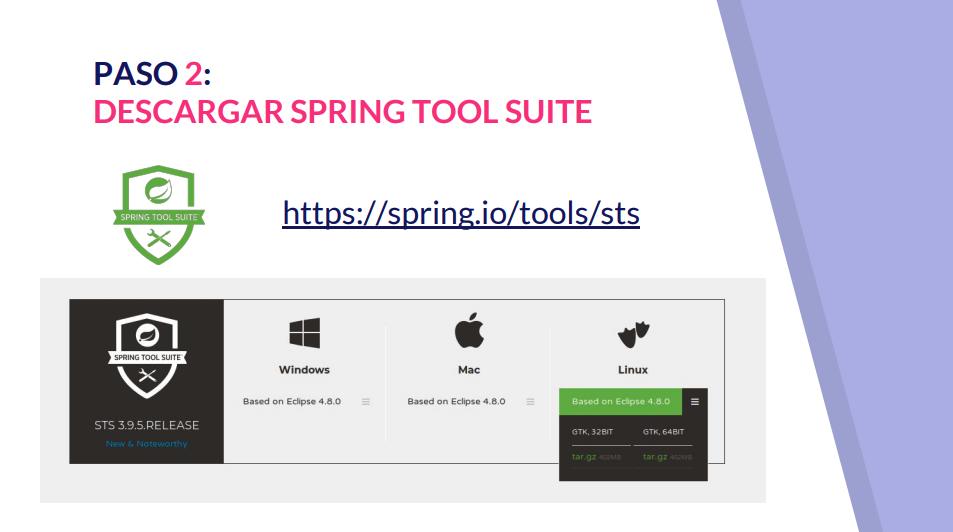 PASO 2:
DESCARGAR SPRING TOOL SUITE
SPRING TOOL SUITE
https://spring.io/tools/sts
SPRING TOOL SUITE
STS 3.9.5.RELEASE
New & Noteworthy
Windows
Based on Eclipse 4.8.0
Mac
Based on Eclipse 4.8.0
Linux
Based on Eclipse 4.8.0
GTK, 32BIT
GTK, 64BIT
tar.gz 402MB
tar.gz 402MB